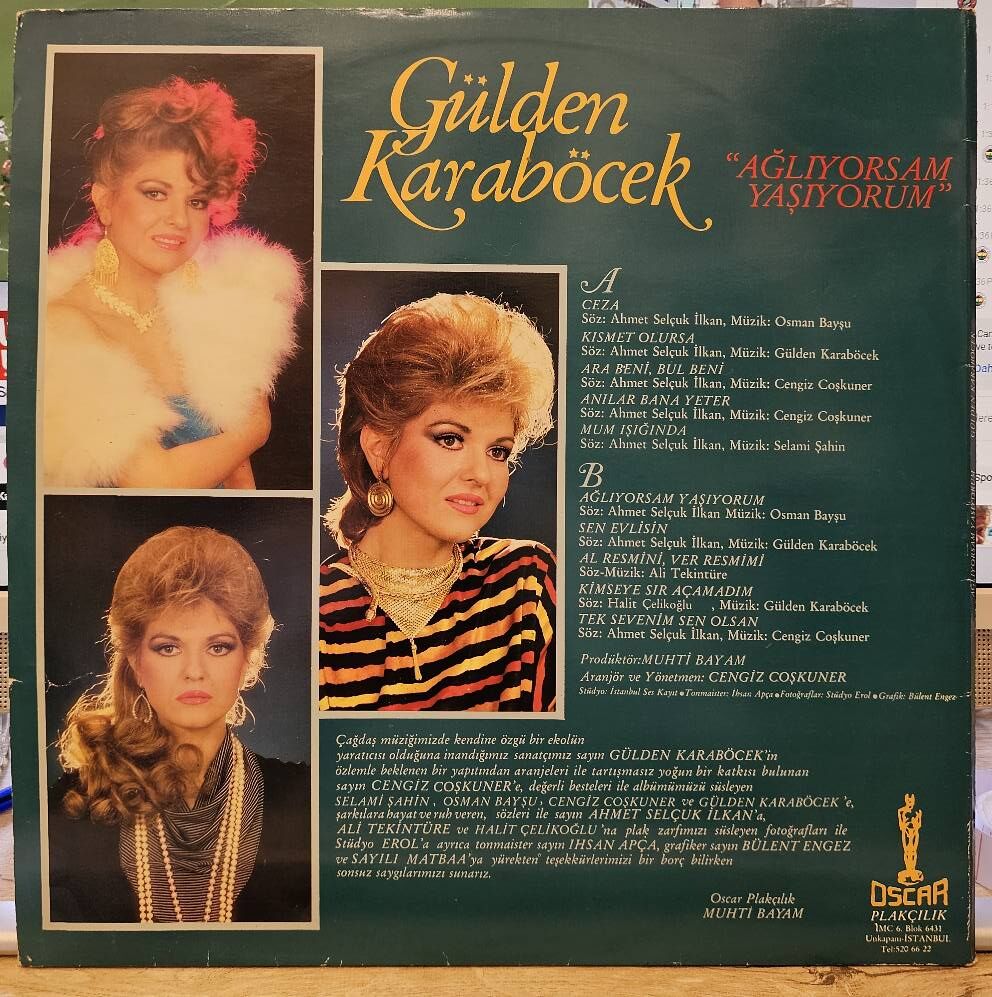 Gülden
Karaböcek
“AĞLIYORSAM
YAŞIYORUM”
A
CEZA
Söz: Ahmet Selçuk İlkan, Müzik: Osman Bayşu
KISMET OLURSA
Söz: Ahmet Selçuk İlkan, Müzik: Gülden Karaböcek
ARA BENİ, BUL BENİ
Söz: Ahmet Selçuk İlkan, Müzik: Cengiz Coşkuner
ANILAR BANA YETER
Söz: Ahmet Selçuk İlkan, Müzik: Cengiz Coşkuner
MUM IŞIĞINDA
Söz: Ahmet Selçuk İlkan, Müzik: Selami Şahin
B
AĞLIYORSAM YAŞIYORUM
Söz: Ahmet Selçuk İlkan Müzik: Osman Bayşu
SEN EVLİSİN
Söz: Ahmet Selçuk İlkan, Müzik: Gülden Karaböcek
AL RESMİNİ, VER RESMİMİ
Söz-Müzik: Ali Tekintüre
KİMSEYE SIR AÇAMADIM
Söz: Halit Çelikoğlu , Müzik: Gülden Karaböcek
TEK SEVENİM SEN OLSAN
Söz: Ahmet Selçuk İlkan, Müzik: Cengiz Coşkuner
Prodüktör: MUHTİ BAYAM
Aranjör ve Yönetmen: CENGİZ COŞKUNER
Stüdyo: İstanbul Ses Kayıt • Tonmaister: İhsan Apça • Fotoğraflar: Stüdyo Erol • Grafik: Bülent Engez
Çağdaş müziğimizde kendine özgü bir ekolün
yaratıcısı olduğuna inandığımız sanatçımız sayın GÜLDEN KARABÖCEK'in
özlemle beklenen bir yapıtından aranjeleri ile tartışmasız yoğun bir katkısı bulunan
sayın CENGİZ COŞKUNER'e, değerli besteleri ile albümümüzü süsleyen
SELAMİ ŞAHİN, OSMAN BAYŞU, CENGİZ COŞKUNER ve GÜLDEN KARABÖCEK'e,
şarkılara hayat ve ruh veren, sözleri ile sayın AHMET SELÇUK İLKAN'a,
ALİ TEKİNTÜRE ve HALİT ÇELİKOĞLU'na plak zarfımızı süsleyen fotoğrafları ile
Stüdyo EROL'a ayrıca tonmaister sayın İHSAN APÇA, grafiker sayın BÜLENT ENGEZ
ve SAYILI MATBAA'ya yürekten teşekkürlerimizi bir borç bilirken
sonsuz saygılarımızı sunarız.
Oscar Plakçılık
MUHTİ BAYAM
OSCAR
PLAKÇILIK
İMC 6. Blok 6431
Unkapanı-İSTANBUL
Tel: 520 66 22